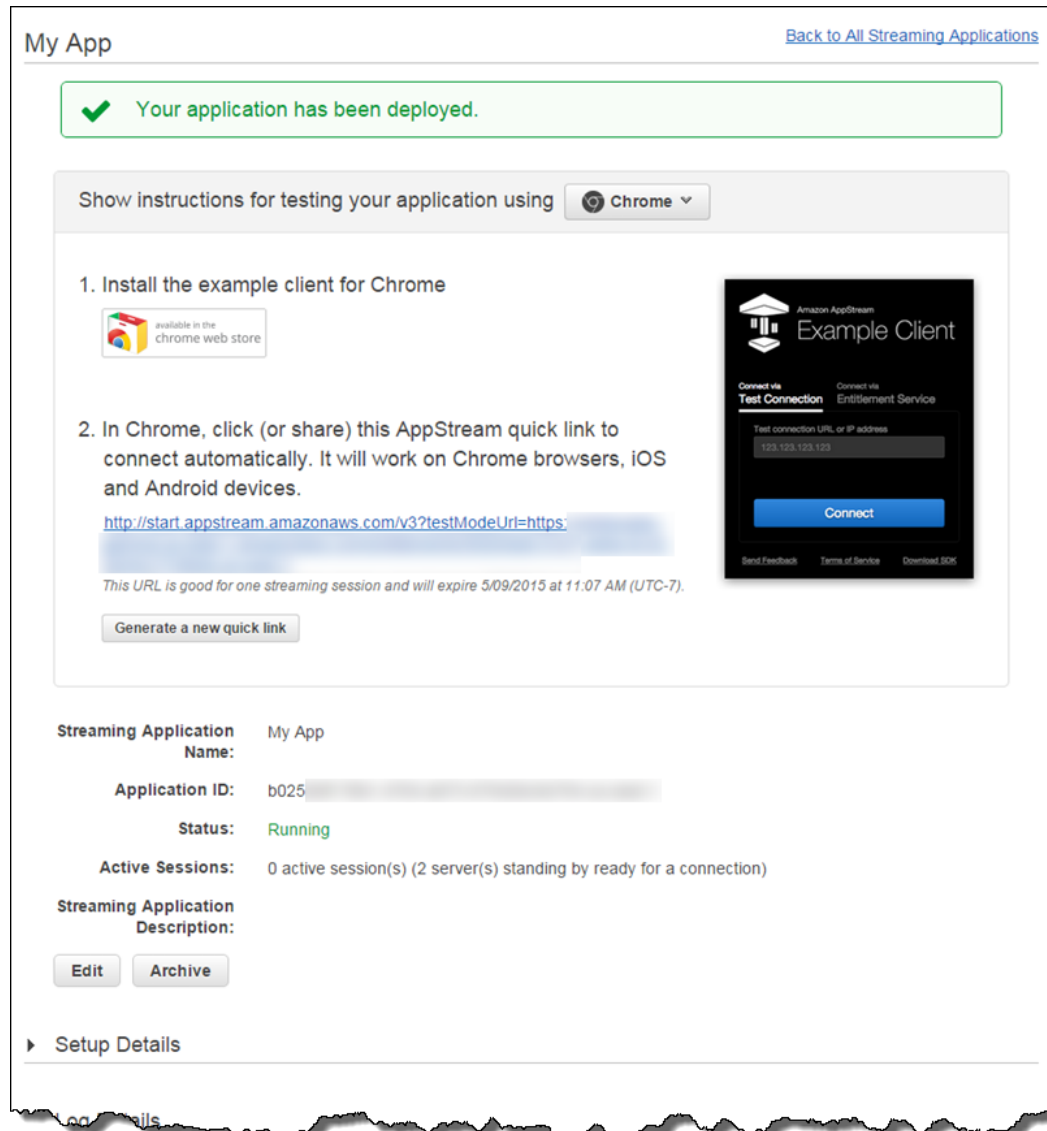 My App
Back to All Streaming Applications
Your application has been deployed.
Show instructions for testing your application using
Chrome
1. Install the example client for Chrome
available in the
chrome web store
2. In Chrome, click (or share) this AppStream quick link to
connect automatically. It will work on Chrome browsers, iOS
and Android devices.
http://start.appstream.amazonaws.com/v3?testModeUrl=https:
This URL is good for one streaming session and will expire 5/09/2015 at 11:07 AM (UTC-7).
Generate a new quick link
Amazon AppStream
Example Client
Connect via
Test Connection
Connect via
Entitlement Service
Test connection URL or IP address
123.123.123.123
Connect
Send Feedback
Terms of Service
Download SDK
Streaming Application
Name:
My App
Application ID:
b025
Status:
Running
Active Sessions:
0 active session(s) (2 server(s) standing by ready for a connection)
Streaming Application
Description:
Edit
Archive
Setup Details